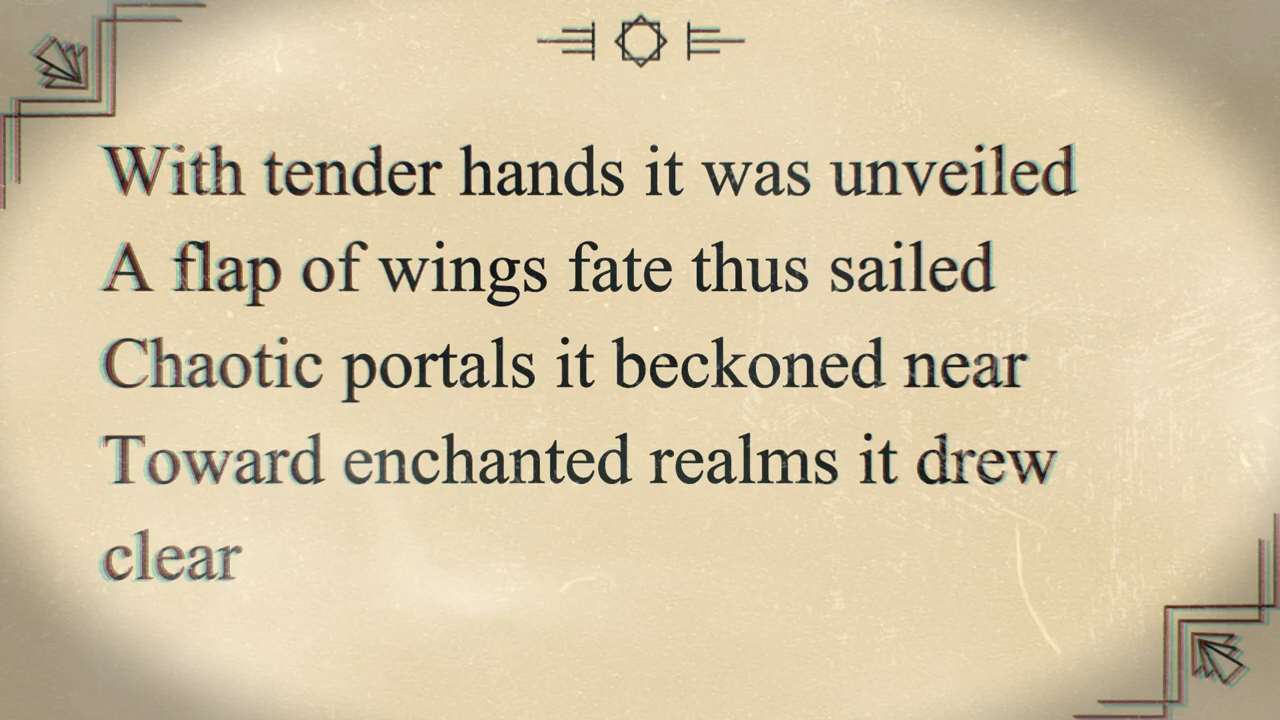 With tender hands it was unveiled
A flap of wings fate thus sailed
Chaotic portals it beckoned near
Toward enchanted realms it drew
clear